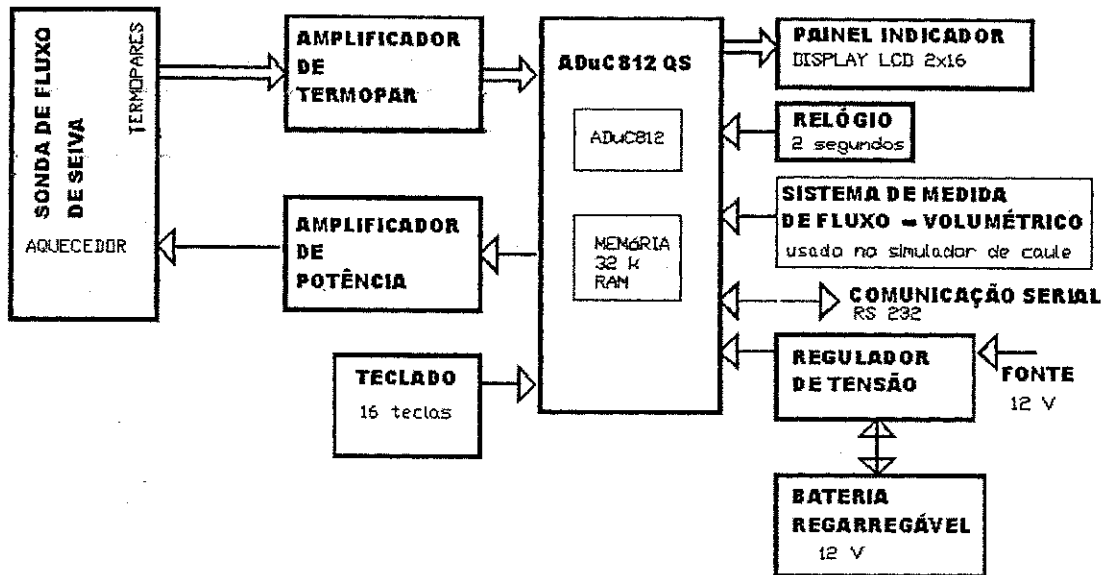 SONDA DE FLUXO
DE SEIVA
TERMOPARES
AQUECEDOR
AMPLIFICADOR
DE
TERMOPAR
AMPLIFICADOR
DE
POTÊNCIA
TECLADO
16 teclas
ADuC812 QS
ADuC812
MEMóRIA
32 k
RAM
PAINEL INDICADOR
DISPLAY LCD 2x16
RELÓGIO
2 segundos
SISTEMA DE MEDIDA
DE FLUXO - VOLUMÉTRICO
usado no simulador de caule
COMUNICAÇÃO SERIAL
RS 232
REGULADOR
DE TENSÃO
FONTE
12 V
BATERIA
REGARREGÁVEL
12 V